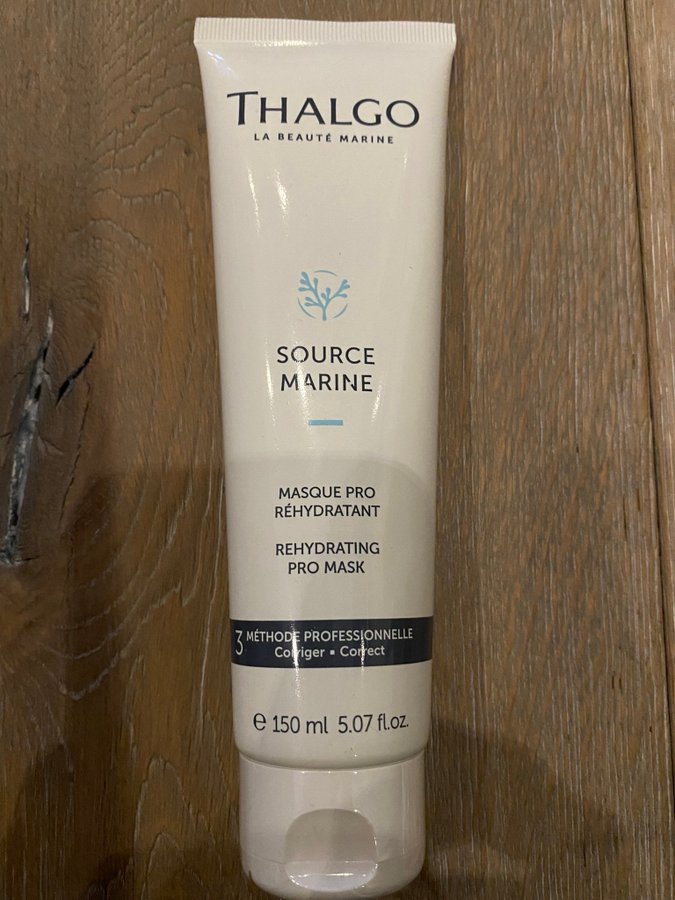 THALGO
LA BEAUTÉ MARINE
SOURCE
MARINE
MASQUE PRO
RÉHYDRATANT
REHYDRATING
PRO MASK
3 MÉTHODE PROFESSIONNELLE
Corriger ▪ Correct
℮ 150 ml 5.07 fl.oz.